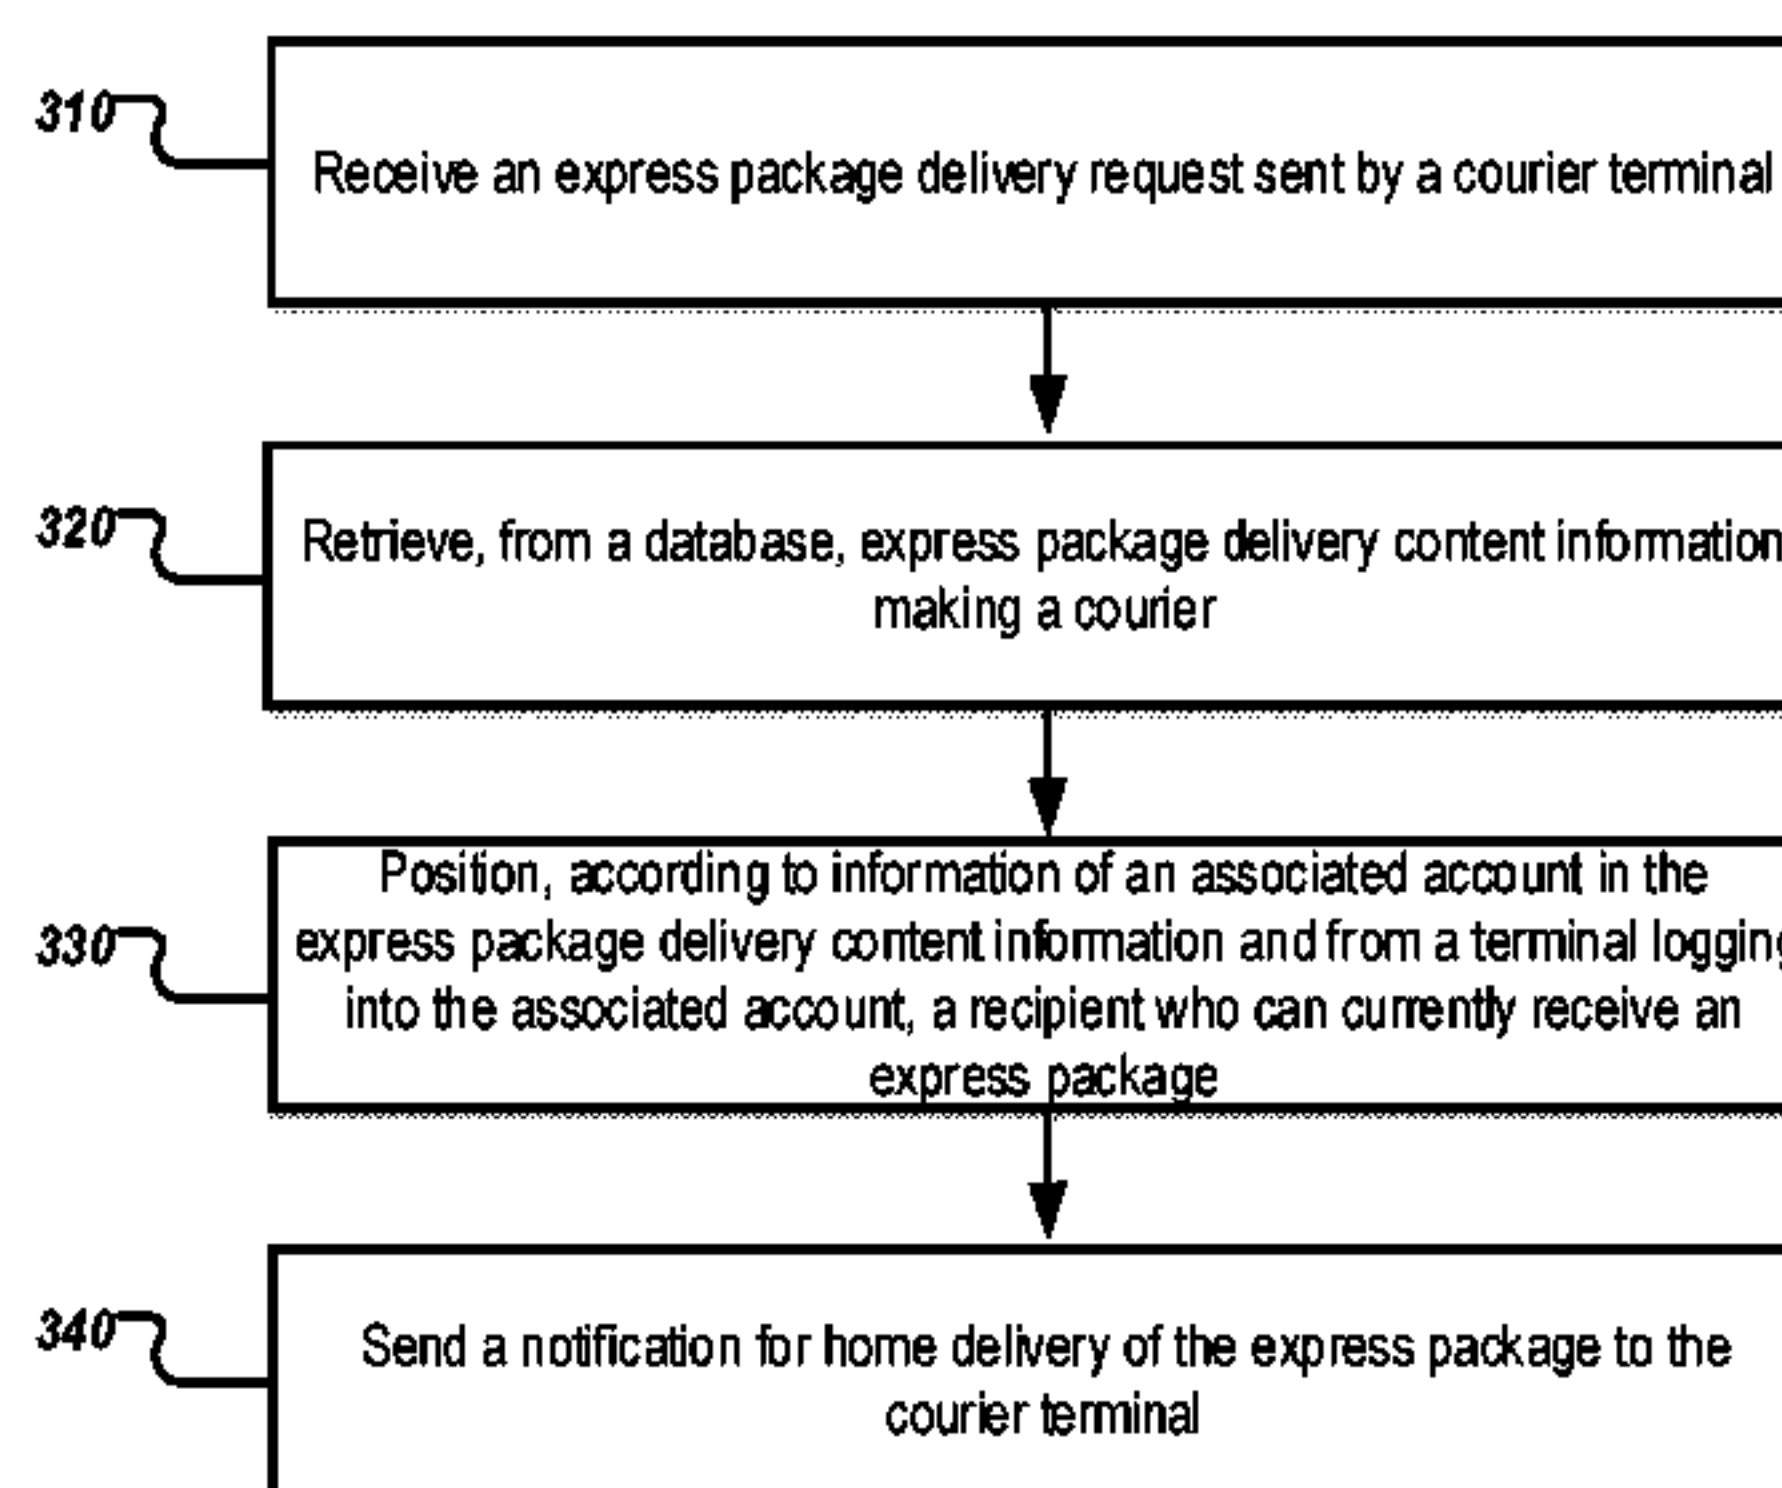 310
Receive an express package delivery request sent by a courier terminal
320
Retrieve, from a database, express package delivery content information
making a courier
330
Position, according to information of an associated account in the
express package delivery content information and from a terminal logging
into the associated account, a recipient who can currently receive an
express package
340
Send a notification for home delivery of the express package to the
courier terminal